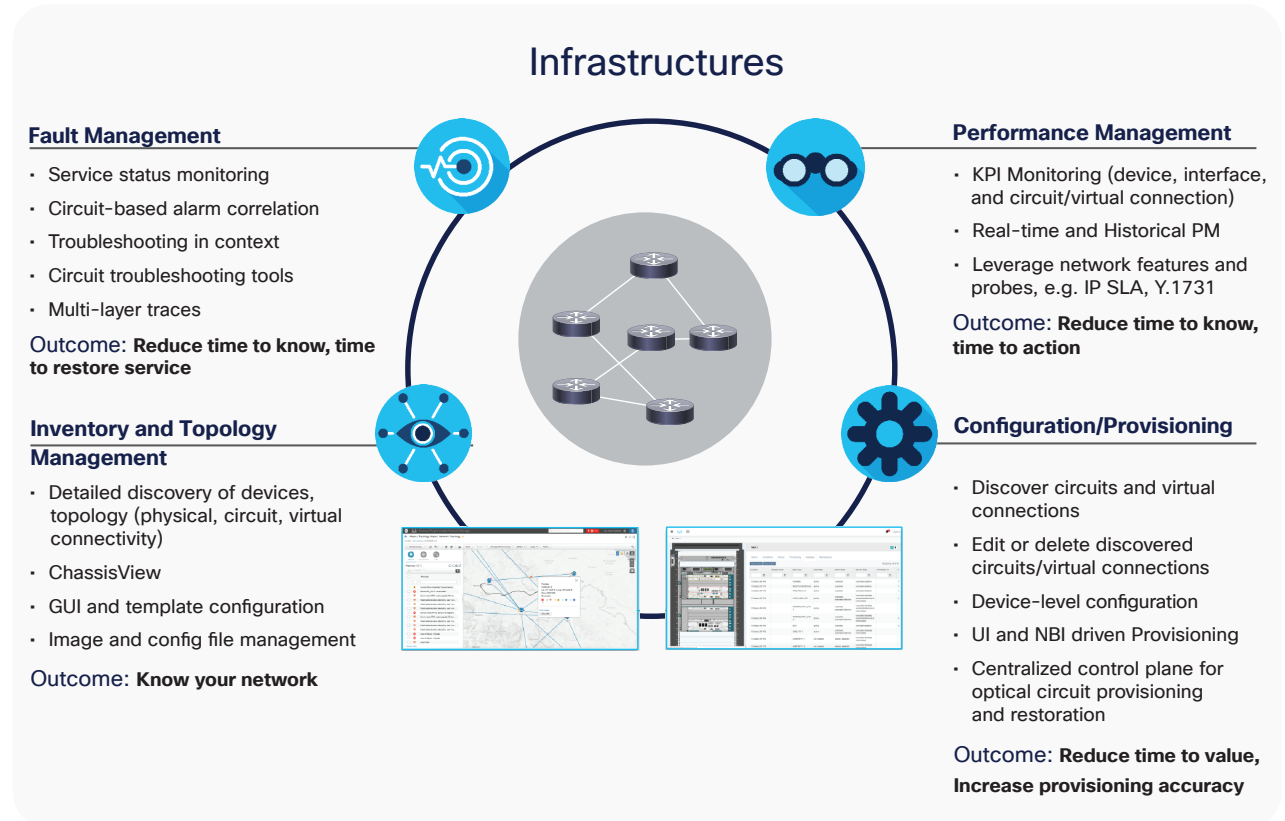 Infrastructures
Fault Management
· Service status monitoring
· Circuit-based alarm correlation
· Troubleshooting in context
· Circuit troubleshooting tools
· Multi-layer traces
Outcome: Reduce time to know, time
to restore service
Inventory and Topology
Management
· Detailed discovery of devices,
topology (physical, circuit, virtual
connectivity)
· ChassisView
· GUI and template configuration
· Image and config file management
Outcome: Know your network
Performance Management
· KPI Monitoring (device, interface,
and circuit/virtual connection)
· Real-time and Historical PM
· Leverage network features and
probes, e.g. IP SLA, Y.1731
Outcome: Reduce time to know,
time to action
Configuration/Provisioning
· Discover circuits and virtual
connections
· Edit or delete discovered
circuits/virtual connections
· Device-level configuration
· UI and NBI driven Provisioning
· Centralized control plane for
optical circuit provisioning
and restoration
Outcome: Reduce time to value,
Increase provisioning accuracy